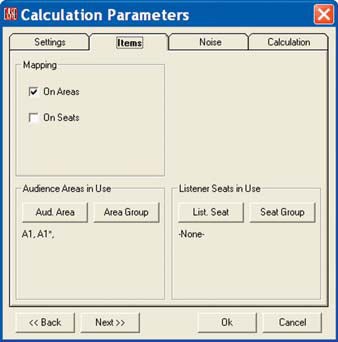 Calculation Parameters
Settings Items Noise Calculation
Mapping
On Areas
On Seats
Audience Areas in Use Listener Seats in Use
Aud. Area Area Group List. Seat Seat Group
A1, A1*, -None-
<< Back Next >> Ok Cancel